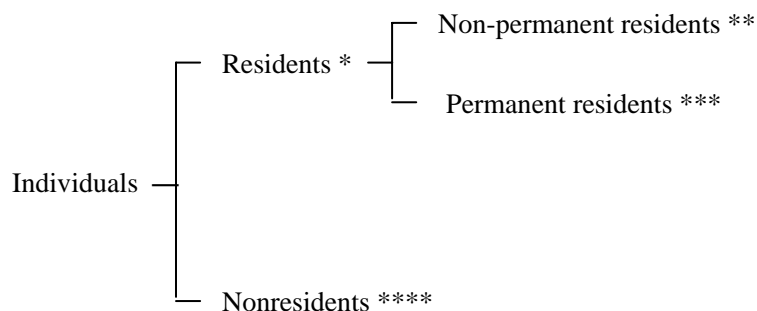 Non-permanent residents **
Residents *
Permanent residents ***
Individuals
Nonresidents ****